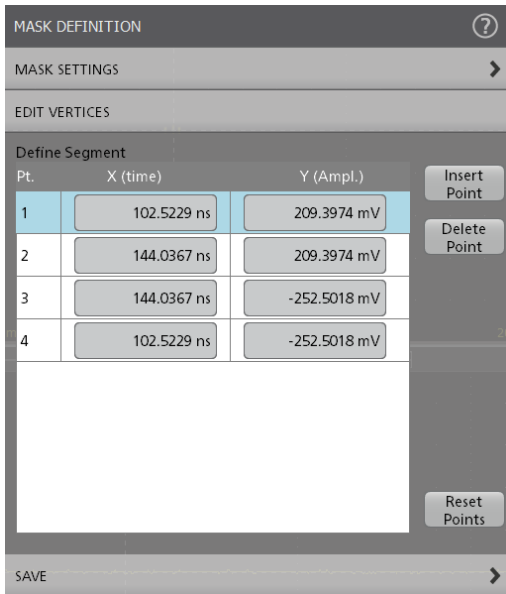 MASK DEFINITION ?
MASK SETTINGS
EDIT VERTICES
Define Segment
Pt. X (time) Y (Ampl.)
Insert
Point
1 102.5229 ns 209.3974 mV
Delete
Point
2 144.0367 ns 209.3974 mV
3 144.0367 ns -252.5018 mV
4 102.5229 ns -252.5018 mV
Reset
Points
SAVE